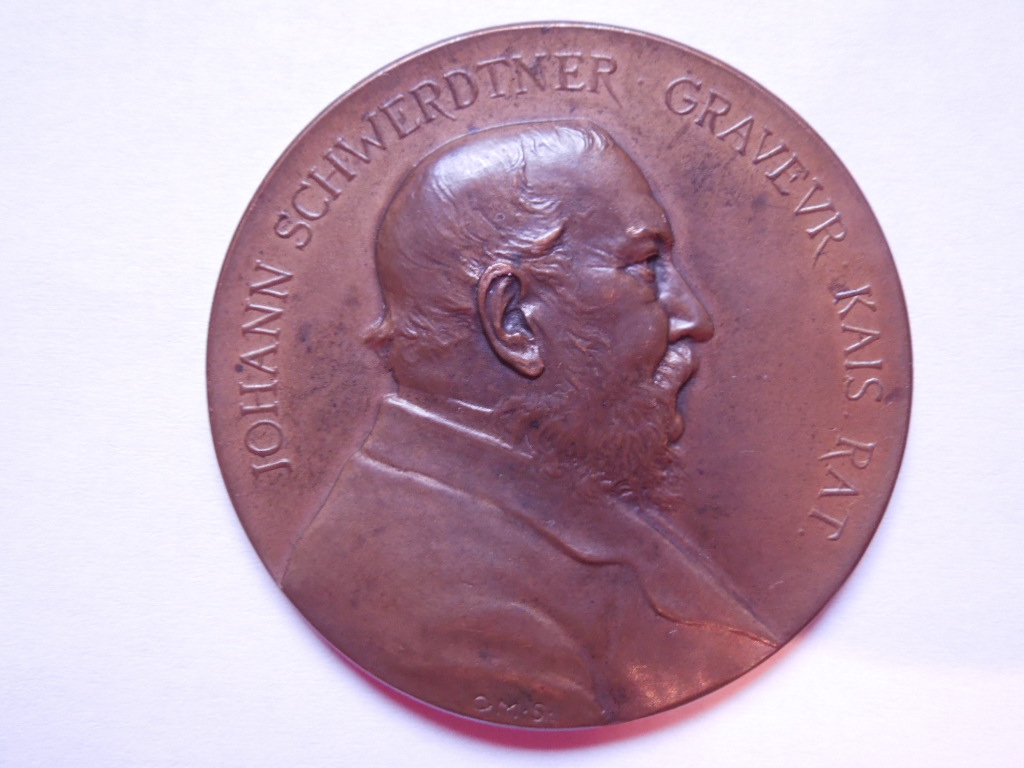 JOHANN SCHWERDTNER GRAVEVR KAIS. RAT.
C.M.S.